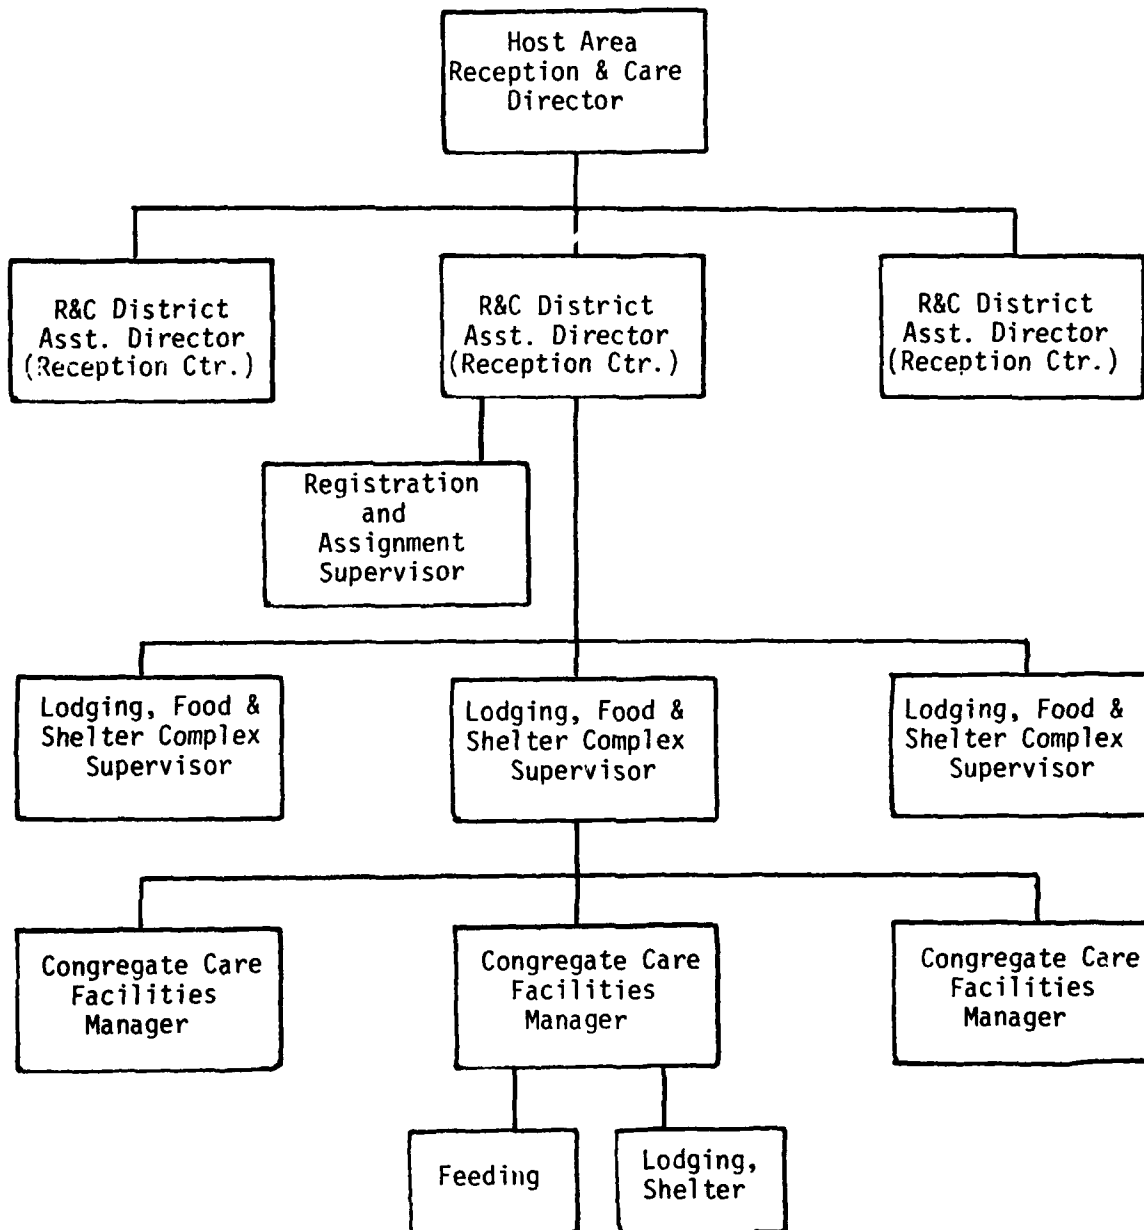 Host Area
Reception & Care
Director
R&C District
Asst. Director
(Reception Ctr.)
R&C District
Asst. Director
(Reception Ctr.)
R&C District
Asst. Director
(Reception Ctr.)
Registration
and
Assignment
Supervisor
Lodging, Food &
Shelter Complex
Supervisor
Lodging, Food &
Shelter Complex
Supervisor
Lodging, Food &
Shelter Complex
Supervisor
Congregate Care
Facilities
Manager
Congregate Care
Facilities
Manager
Congregate Care
Facilities
Manager
Feeding
Lodging,
Shelter